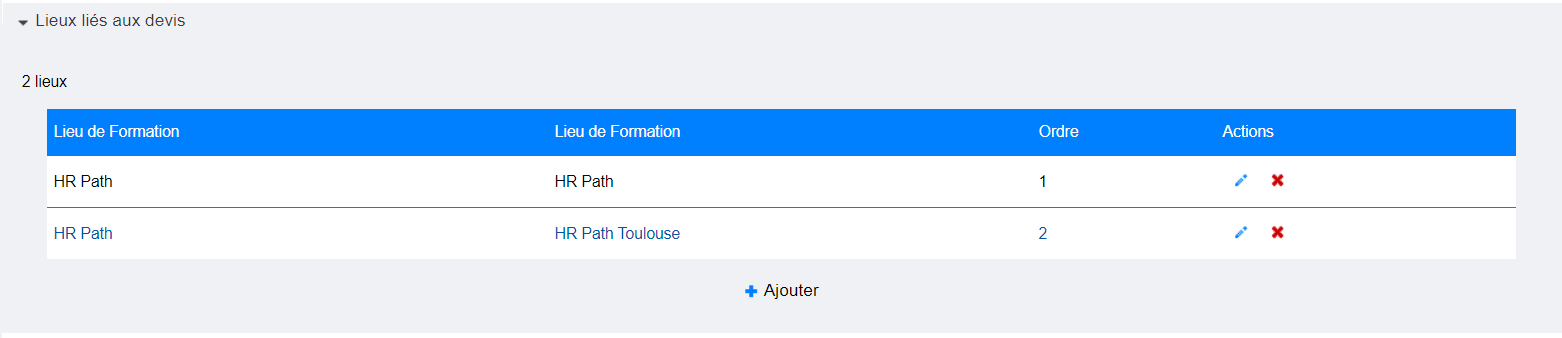 Lieux liés aux devis
2 lieux
Lieu de Formation Lieu de Formation Ordre Actions
HR Path HR Path 1
HR Path HR Path Toulouse 2
Ajouter